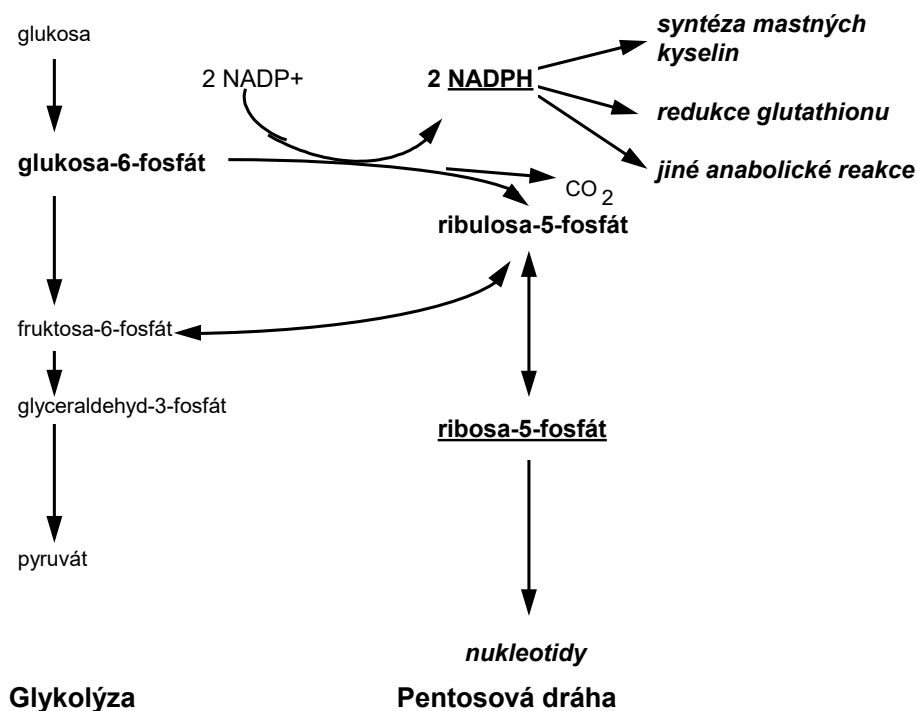 glukosa
2 NADP+
2 NADPH
syntéza mastných
kyselin
redukce glutathionu
jiné anabolické reakce
glukosa-6-fosfát
CO 2
ribulosa-5-fosfát
fruktosa-6-fosfát
glyceraldehyd-3-fosfát
ribosa-5-fosfát
pyruvát
nukleotidy
Glykolýza
Pentosová dráha